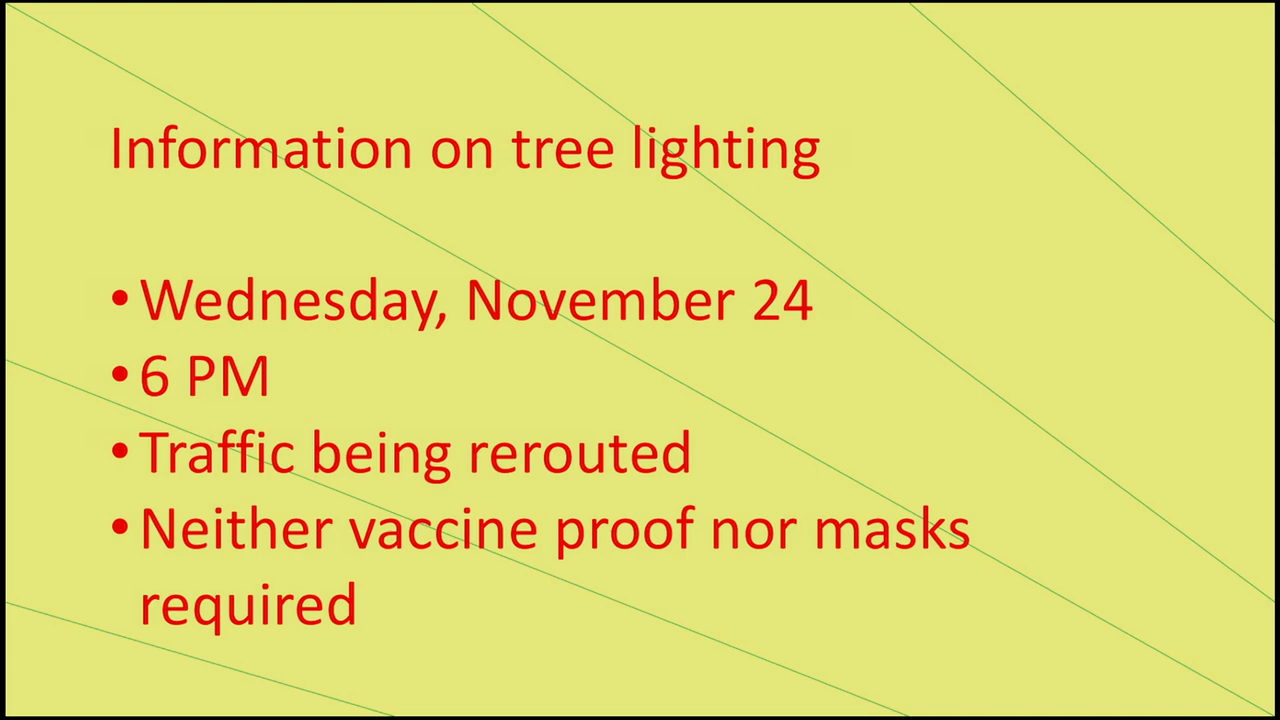 Information on tree lighting
• Wednesday, November 24
• 6 PM
• Traffic being rerouted
• Neither vaccine proof nor masks
required